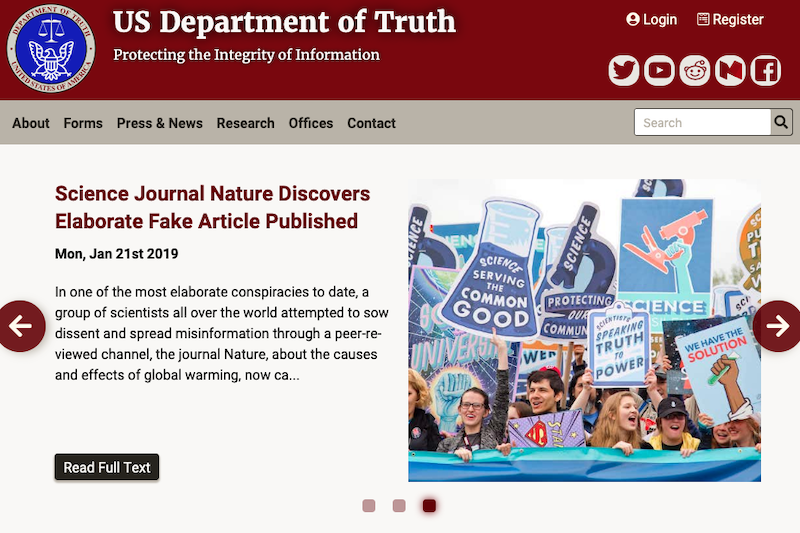 DEPARTMENT OF TRUTH
UNITED STATES OF AMERICA
US Department of Truth
Protecting the Integrity of Information
Login Register
About Forms Press & News Research Offices Contact
Search
Science Journal Nature Discovers
Elaborate Fake Article Published
Mon, Jan 21st 2019
In one of the most elaborate conspiracies to date, a
group of scientists all over the world attempted to sow
dissent and spread misinformation through a peer-re-
viewed channel, the journal Nature, about the causes
and effects of global warming, now ca...
Read Full Text
SCIENCE
SCIENCE
SERVING
THE
COMMON
GOOD
SCIENCE
PROTECTING
OUR
SCIENCE
SCIENTISTS
SPEAKING
TRUTH
TO
POWER
WE HAVE THE
SOLUTION